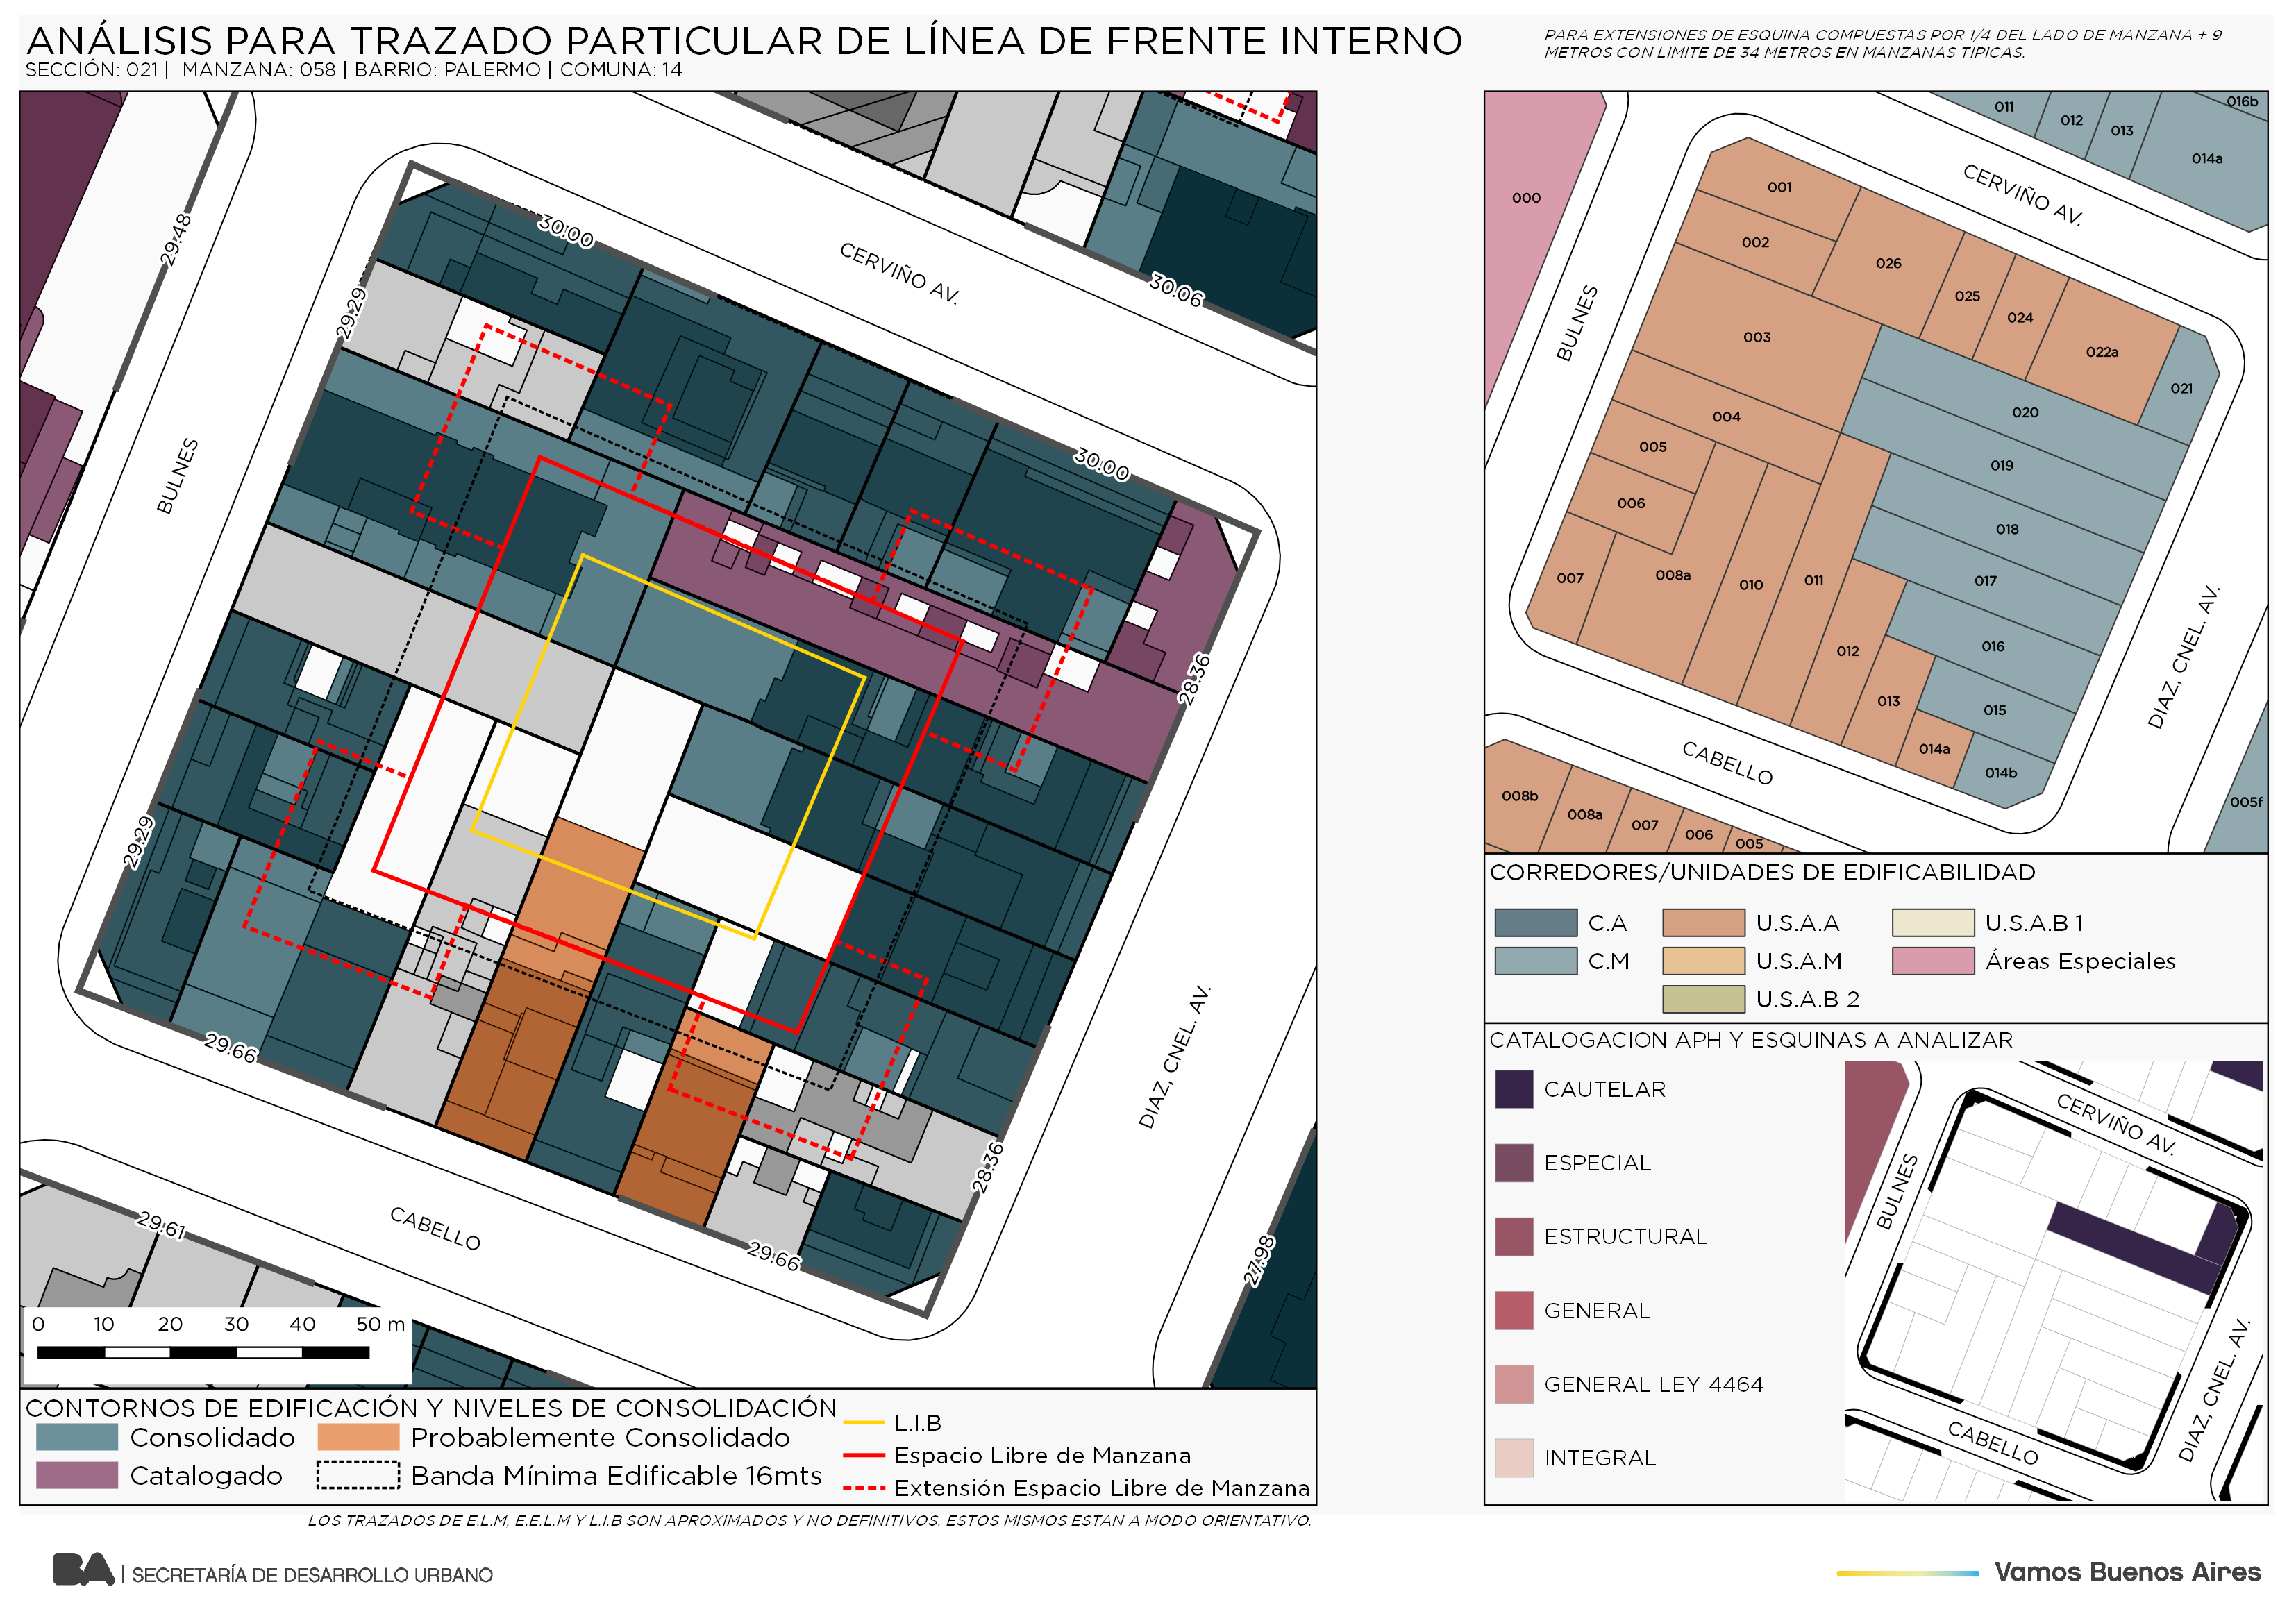 ANÁLISIS PARA TRAZADO PARTICULAR DE LÍNEA DE FRENTE INTERNO
SECCIÓN: 021 | MANZANA: 058 | BARRIO: PALERMO | COMUNA: 14
PARA EXTENSIONES DE ESQUINA COMPUESTAS POR 1/4 DEL LADO DE MANZANA + 9
METROS CON LIMITE DE 34 METROS EN MANZANAS TIPICAS.
29.48
30.00
CERVIÑO AV.
30.06
29.29
BULNES
30.00
28.36
29.29
29.66
DIAZ, CNEL. AV.
28.36
CABELLO
29.66
29.61
27.98
0 10 20 30 40 50 m
CONTORNOS DE EDIFICACIÓN Y NIVELES DE CONSOLIDACIÓN
Consolidado
Probablemente Consolidado
Catalogado
Banda Mínima Edificable 16mts
L.I.B
Espacio Libre de Manzana
Extensión Espacio Libre de Manzana
LOS TRAZADOS DE E.L.M, E.E.L.M Y L.I.B SON APROXIMADOS Y NO DEFINITIVOS. ESTOS MISMOS ESTAN A MODO ORIENTATIVO.
011
012
013
016b
014a
000
001
002
026
CERVIÑO AV.
025
024
003
022a
021
BULNES
004
020
005
019
006
018
007
008a
010
011
017
012
016
013
015
014a
014b
DIAZ, CNEL. AV.
CABELLO
008b
008a
007
006
005
005f
CORREDORES/UNIDADES DE EDIFICABILIDAD
C.A
U.S.A.A
U.S.A.B 1
C.M
U.S.A.M
Áreas Especiales
U.S.A.B 2
CATALOGACION APH Y ESQUINAS A ANALIZAR
CAUTELAR
ESPECIAL
ESTRUCTURAL
GENERAL
GENERAL LEY 4464
INTEGRAL
CERVIÑO AV.
BULNES
CABELLO
DIAZ, CNEL. AV.
BA | SECRETARÍA DE DESARROLLO URBANO
Vamos Buenos Aires